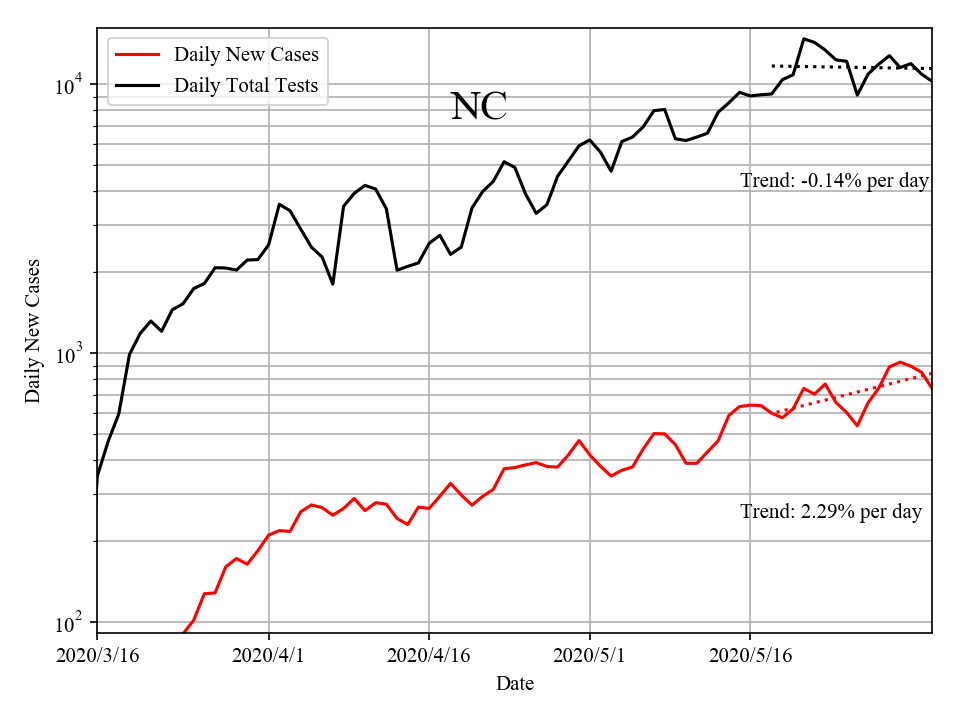 Daily New Cases
Daily Total Tests
NC
10^4
Trend: -0.14% per day
Daily New Cases
10^3
Trend: 2.29% per day
10^2
2020/3/16 2020/4/1 2020/4/16 2020/5/1 2020/5/16
Date